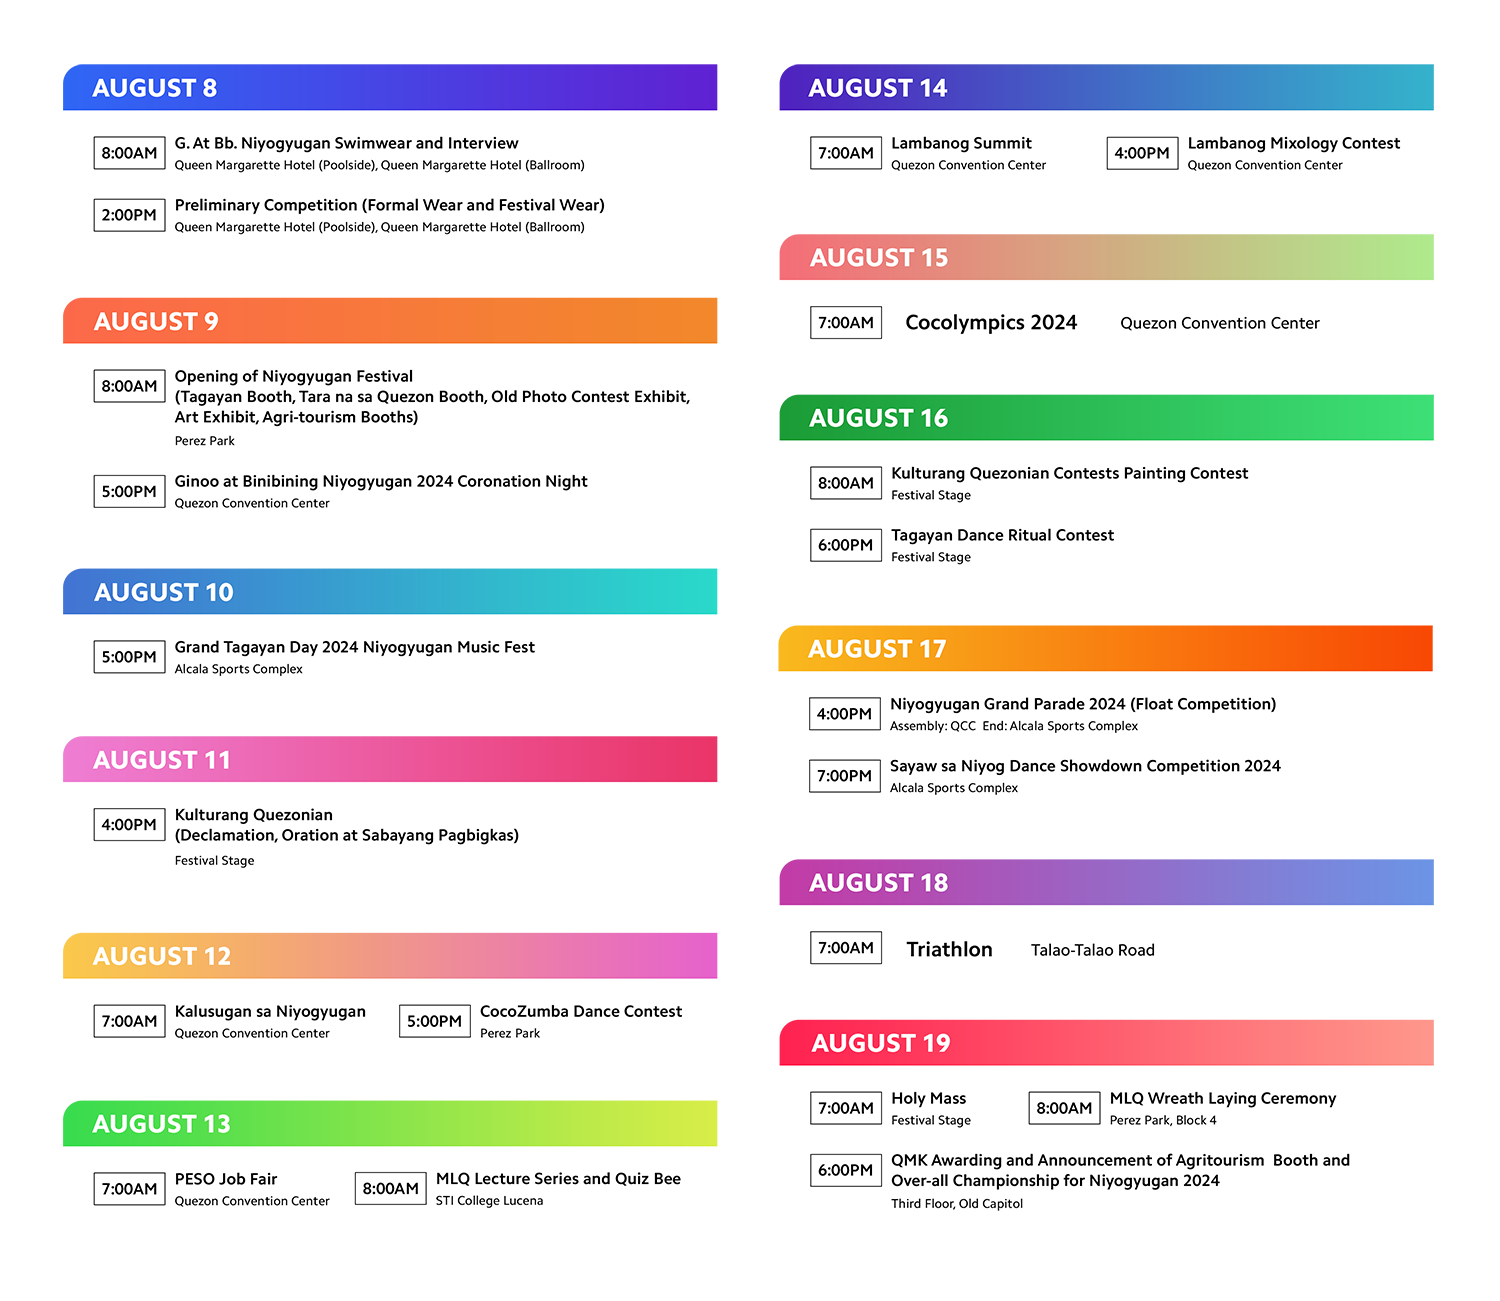 AUGUST 8
8:00AM
G. At Bb. Niyogyugan Swimwear and Interview
Queen Margarette Hotel (Poolside), Queen Margarette Hotel (Ballroom)
2:00PM
Preliminary Competition (Formal Wear and Festival Wear)
Queen Margarette Hotel (Poolside), Queen Margarette Hotel (Ballroom)
AUGUST 9
8:00AM
Opening of Niyogyugan Festival
(Tagayan Booth, Tara na sa Quezon Booth, Old Photo Contest Exhibit,
Art Exhibit, Agri-tourism Booths)
Perez Park
5:00PM
Ginoo at Binibining Niyogyugan 2024 Coronation Night
Quezon Convention Center
AUGUST 10
5:00PM
Grand Tagayan Day 2024 Niyogyugan Music Fest
Alcala Sports Complex
AUGUST 11
4:00PM
Kulturang Quezonian
(Declamation, Oration at Sabayang Pagbigkas)
Festival Stage
AUGUST 12
7:00AM
Kalusugan sa Niyogyugan
Quezon Convention Center
5:00PM
CocoZumba Dance Contest
Perez Park
AUGUST 13
7:00AM
PESO Job Fair
Quezon Convention Center
8:00AM
MLQ Lecture Series and Quiz Bee
STI College Lucena
AUGUST 14
7:00AM
Lambanog Summit
Quezon Convention Center
4:00PM
Lambanog Mixology Contest
Quezon Convention Center
AUGUST 15
7:00AM
Cocolympics 2024
Quezon Convention Center
AUGUST 16
8:00AM
Kulturang Quezonian Contests Painting Contest
Festival Stage
6:00PM
Tagayan Dance Ritual Contest
Festival Stage
AUGUST 17
4:00PM
Niyogyugan Grand Parade 2024 (Float Competition)
Assembly: QCC End: Alcala Sports Complex
7:00PM
Sayaw sa Niyog Dance Showdown Competition 2024
Alcala Sports Complex
AUGUST 18
7:00AM
Triathlon
Talao-Talao Road
AUGUST 19
7:00AM
Holy Mass
Festival Stage
8:00AM
MLQ Wreath Laying Ceremony
Perez Park, Block 4
6:00PM
QMK Awarding and Announcement of Agritourism Booth and
Over-all Championship for Niyogyugan 2024
Third Floor, Old Capitol